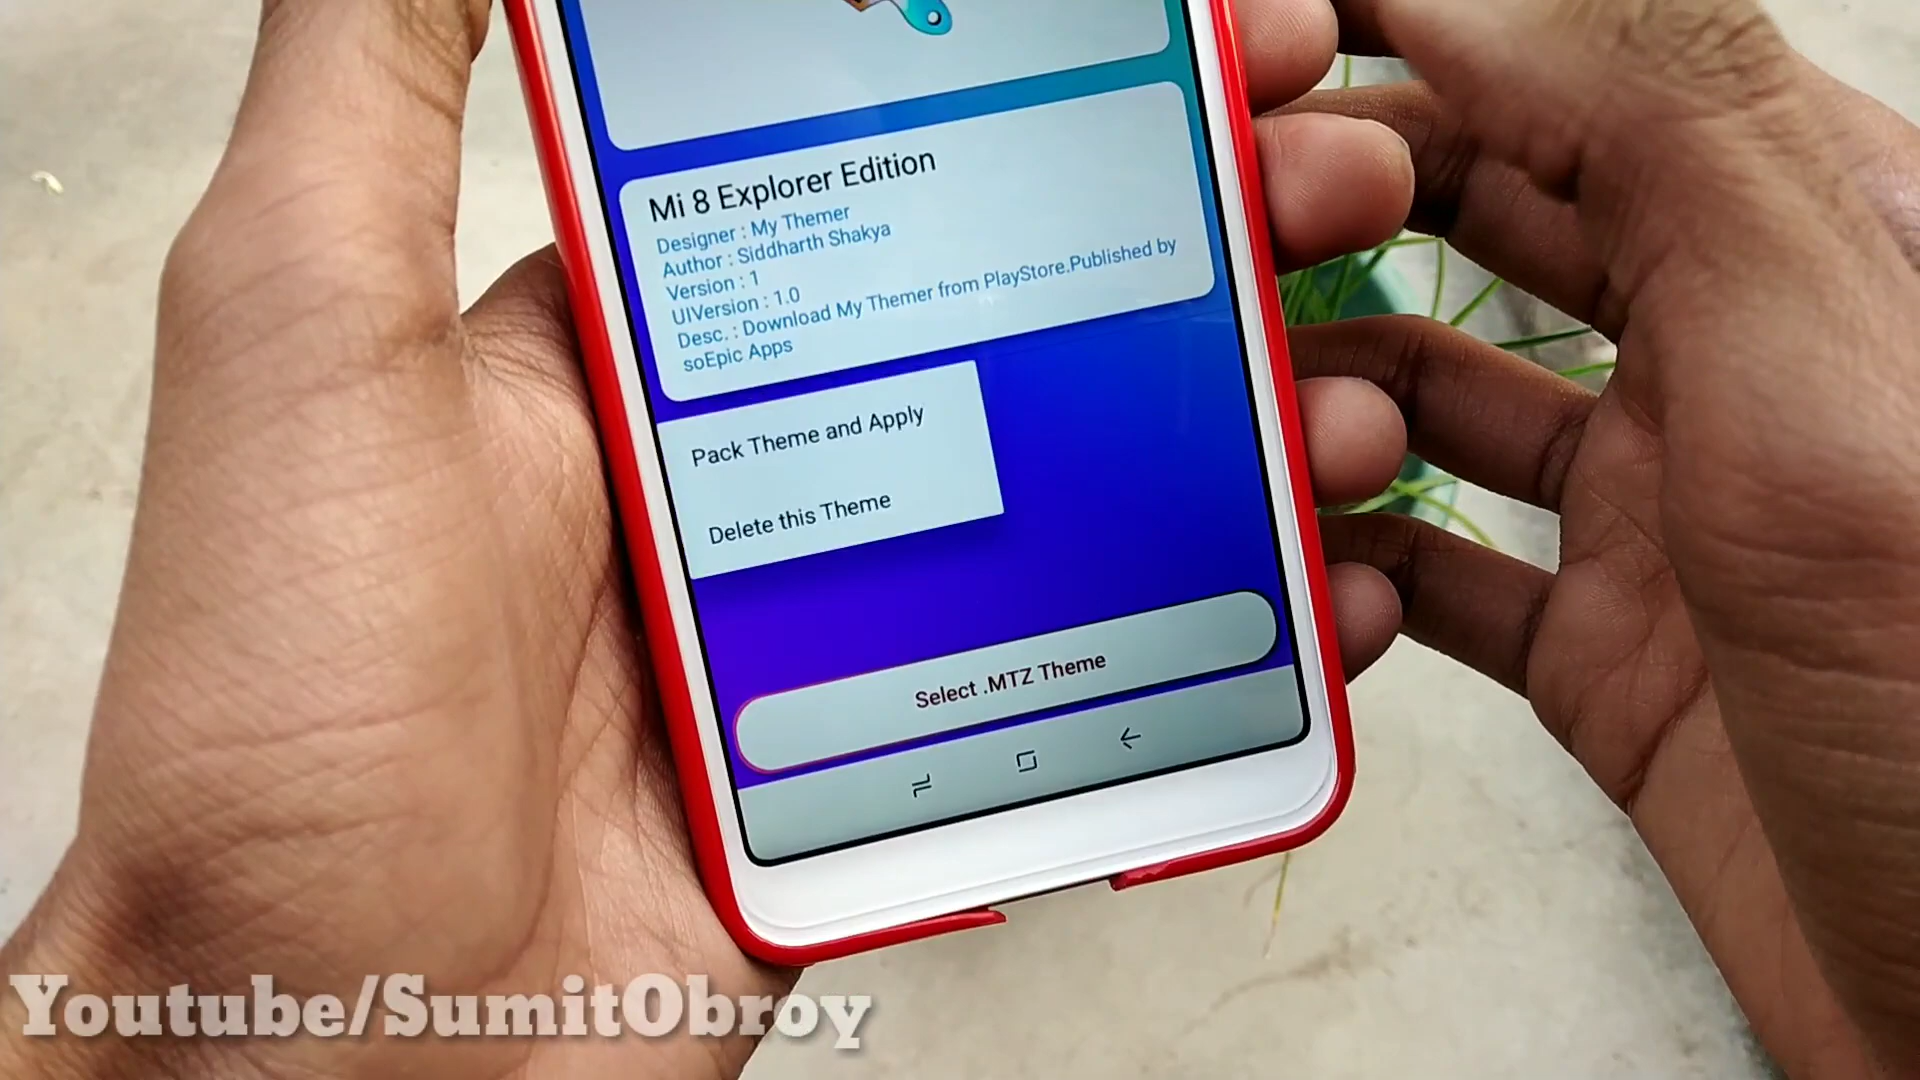 Mi 8 Explorer Edition
Designer : My Themer
Author : Siddharth Shakya
Version : 1
UIVersion : 1.0
Desc. : Download My Themer from PlayStore.Published by
soEpic Apps
Pack Theme and Apply
Delete this Theme
Select .MTZ Theme
Youtube/SumitObroy